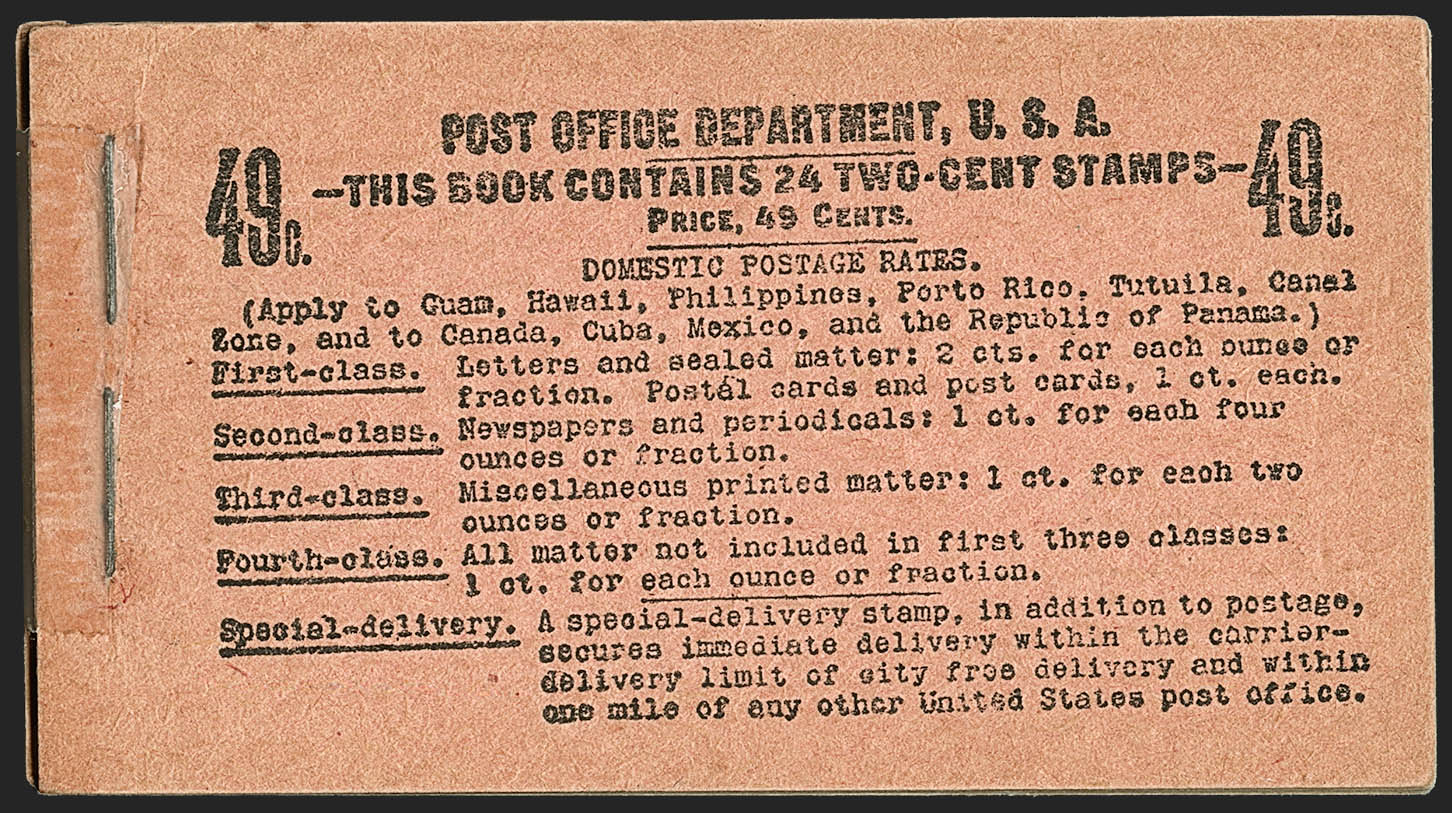 POST OFFICE DEPARTMENT, U. S. A.
49c. —THIS BOOK CONTAINS 24 TWO-CENT STAMPS— 49c.
PRICE, 49 CENTS.
DOMESTIC POSTAGE RATES.
(Apply to Guam, Hawaii, Philippines, Porto Rico, Tutuila, Canal
Zone, and to Canada, Cuba, Mexico, and the Republic of Panama.)
First-class. Letters and sealed matter: 2 cts. for each ounce or
fraction. Postal cards and post cards, 1 ct. each.
Second-class. Newspapers and periodicals: 1 ct. for each four
ounces or fraction.
Third-class. Miscellaneous printed matter: 1 ct. for each two
ounces or fraction.
Fourth-class. All matter not included in first three classes:
1 ct. for each ounce or fraction.
Special-delivery. A special-delivery stamp, in addition to postage,
secures immediate delivery within the carrier-
delivery limit of city free delivery and within
one mile of any other United States post office.